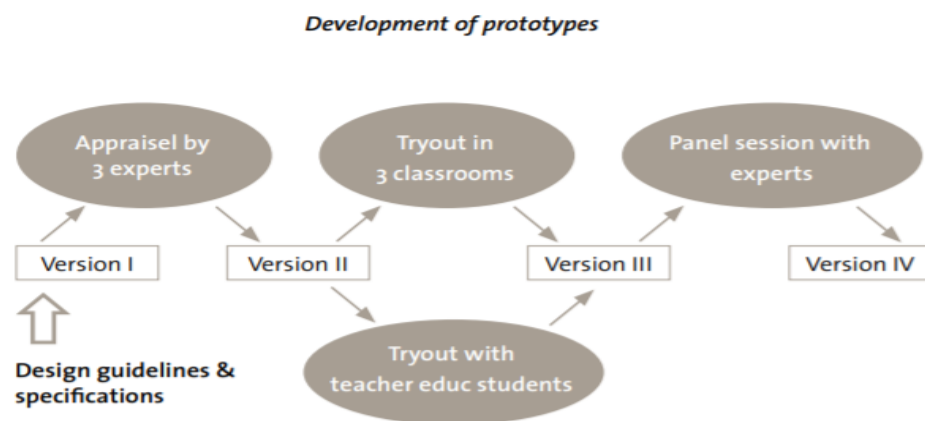 Development of prototypes
Appraisel by
3 experts
Tryout in
3 classrooms
Panel session with
experts
Version I
Version II
Version III
Version IV
Design guidelines &
specifications
Tryout with
teacher educ students